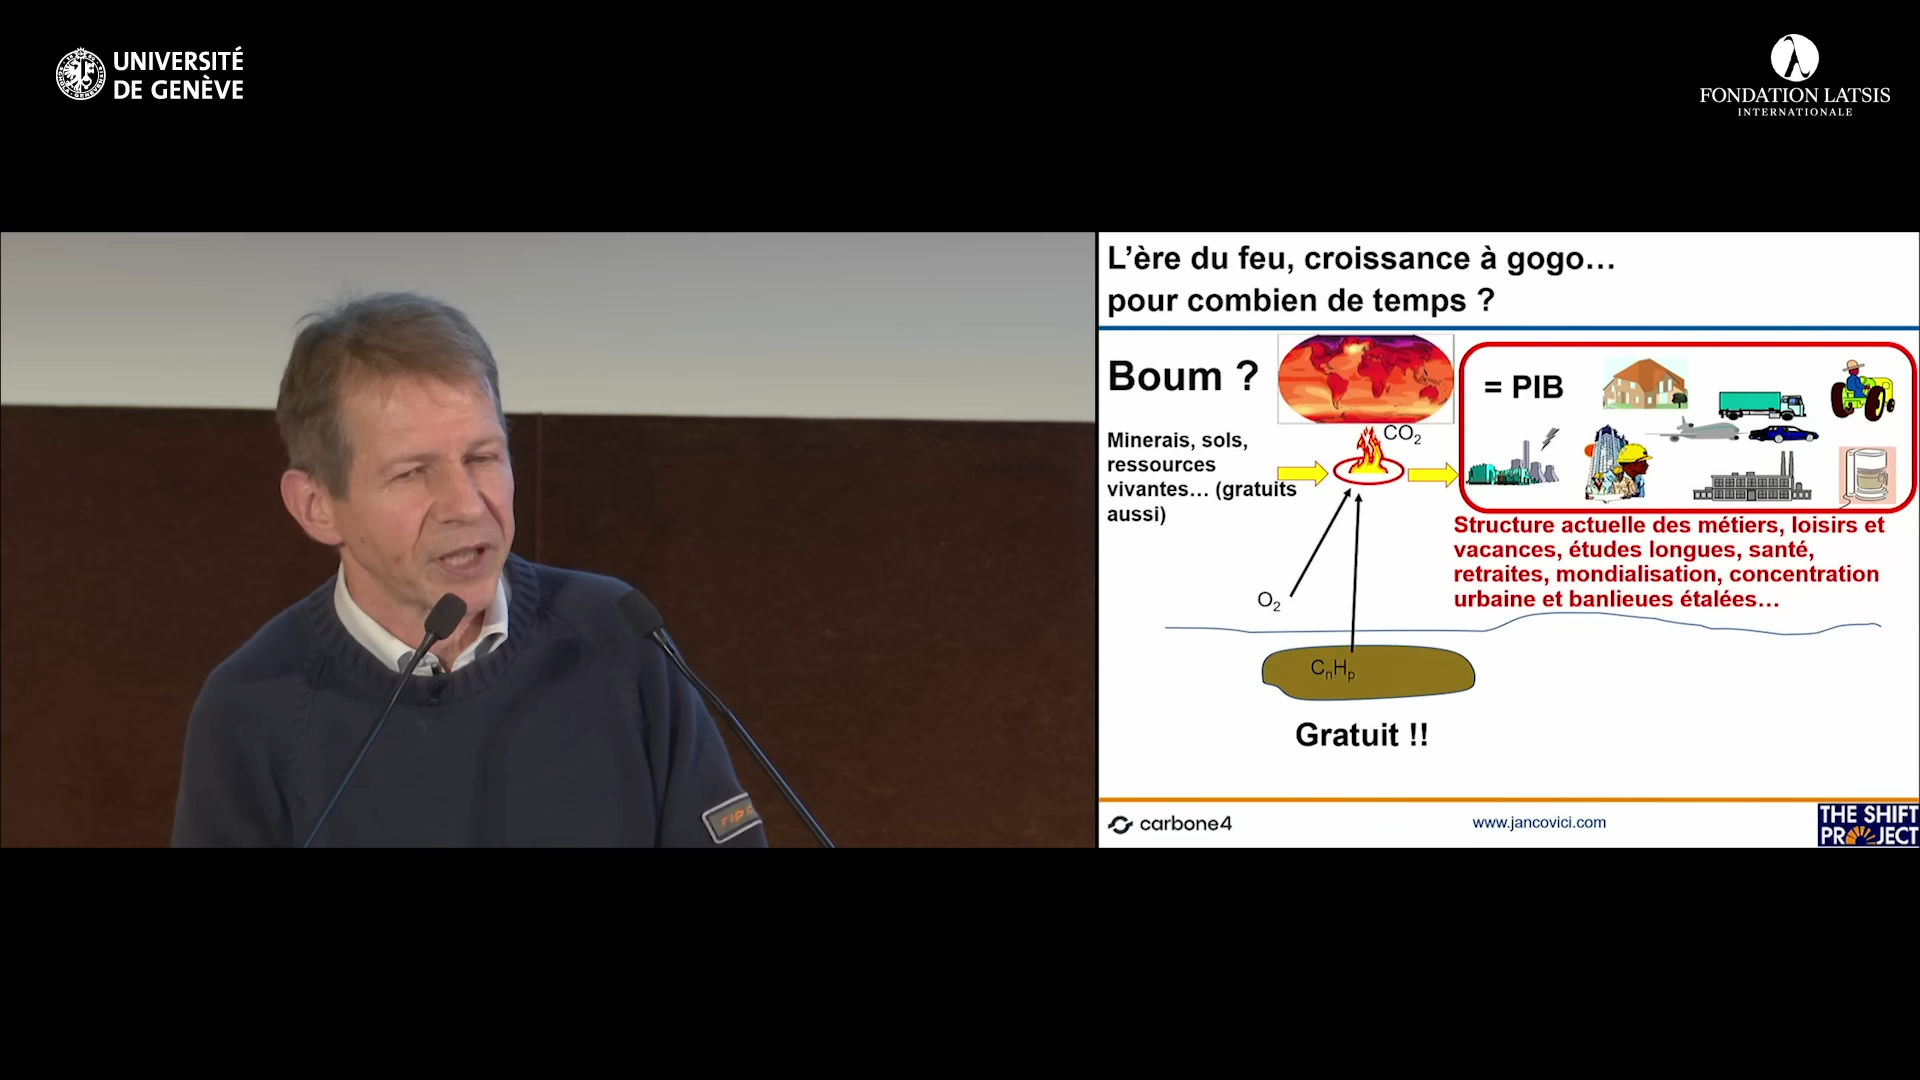 UNIVERSITÉ
DE GENÈVE
FONDATION LATSIS
INTERNATIONALE
L'ère du feu, croissance à gogo…
pour combien de temps ?
Boum ?
= PIB
CO₂
Minerais, sols,
ressources
vivantes… (gratuits
aussi)
Structure actuelle des métiers, loisirs et
vacances, études longues, santé,
retraites, mondialisation, concentration
urbaine et banlieues étalées…
O₂
CₙHₚ
Gratuit !!
carbone4
www.jancovici.com
THE SHIFT
PROJECT